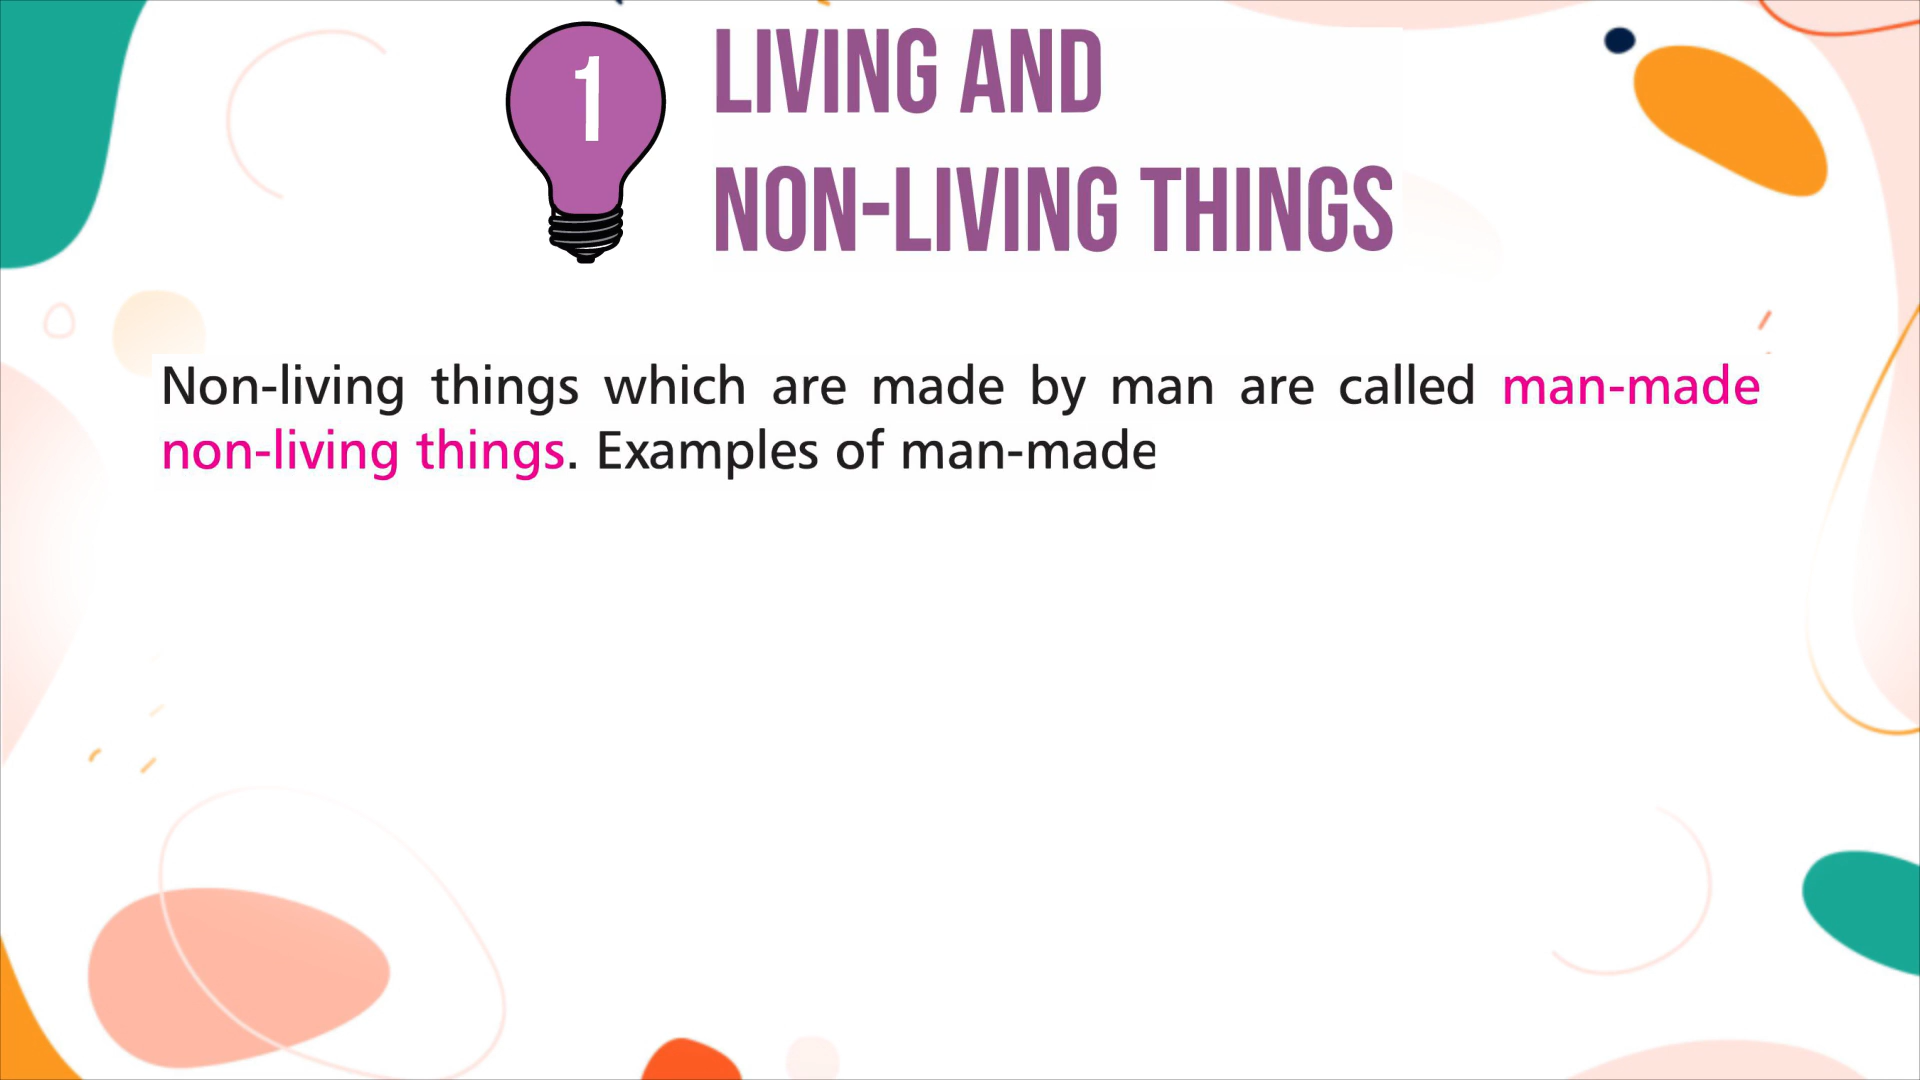 1
LIVING AND
NON-LIVING THINGS
Non-living things which are made by man are called man-made
non-living things. Examples of man-made